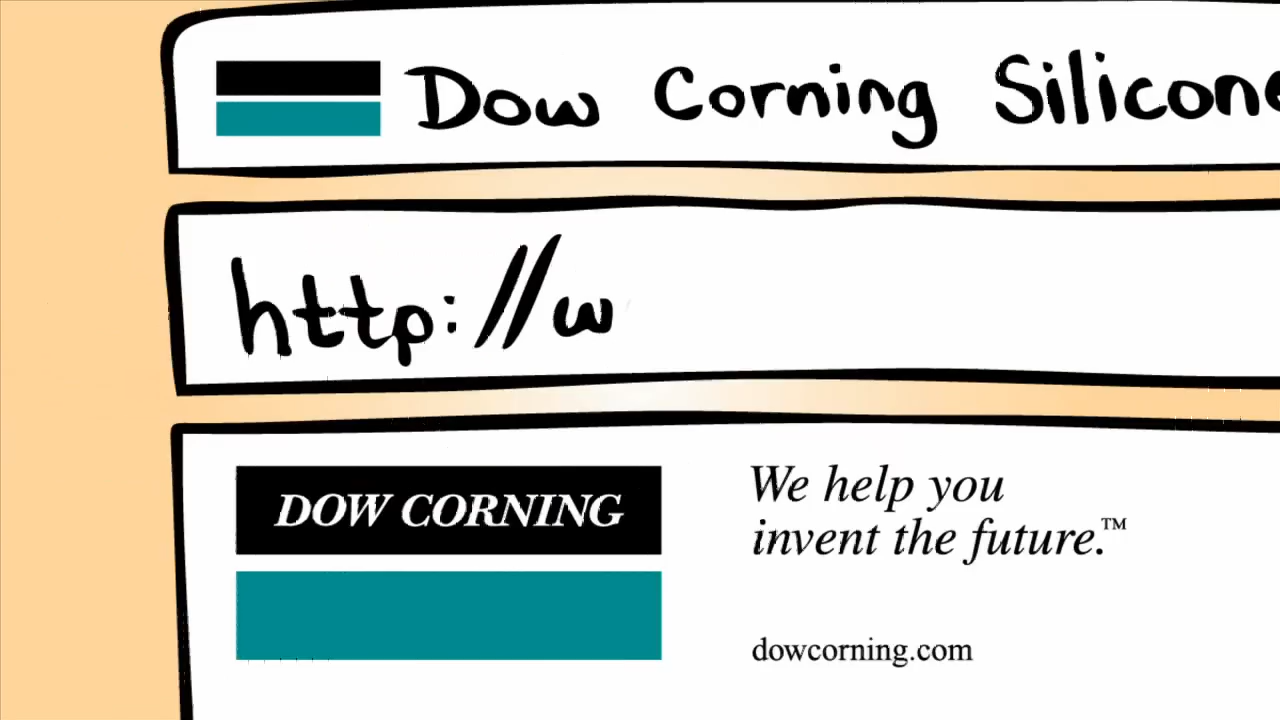 Dow Corning Silicone
http://w
DOW CORNING
We help you
invent the future.™
dowcorning.com